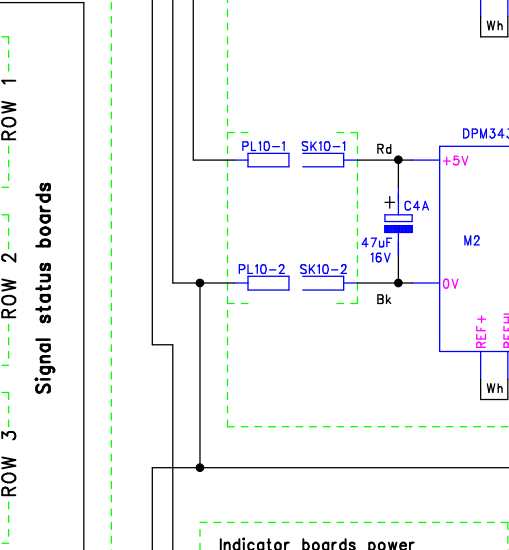 Wh
DPM343
PL10-1 SK10-1 Rd
+5V
+
C4A
47uF
16V
M2
PL10-2 SK10-2
0V
Bk
REF+
Wh
ROW 1
ROW 2
ROW 3
Signal status boards
Indicator boards power